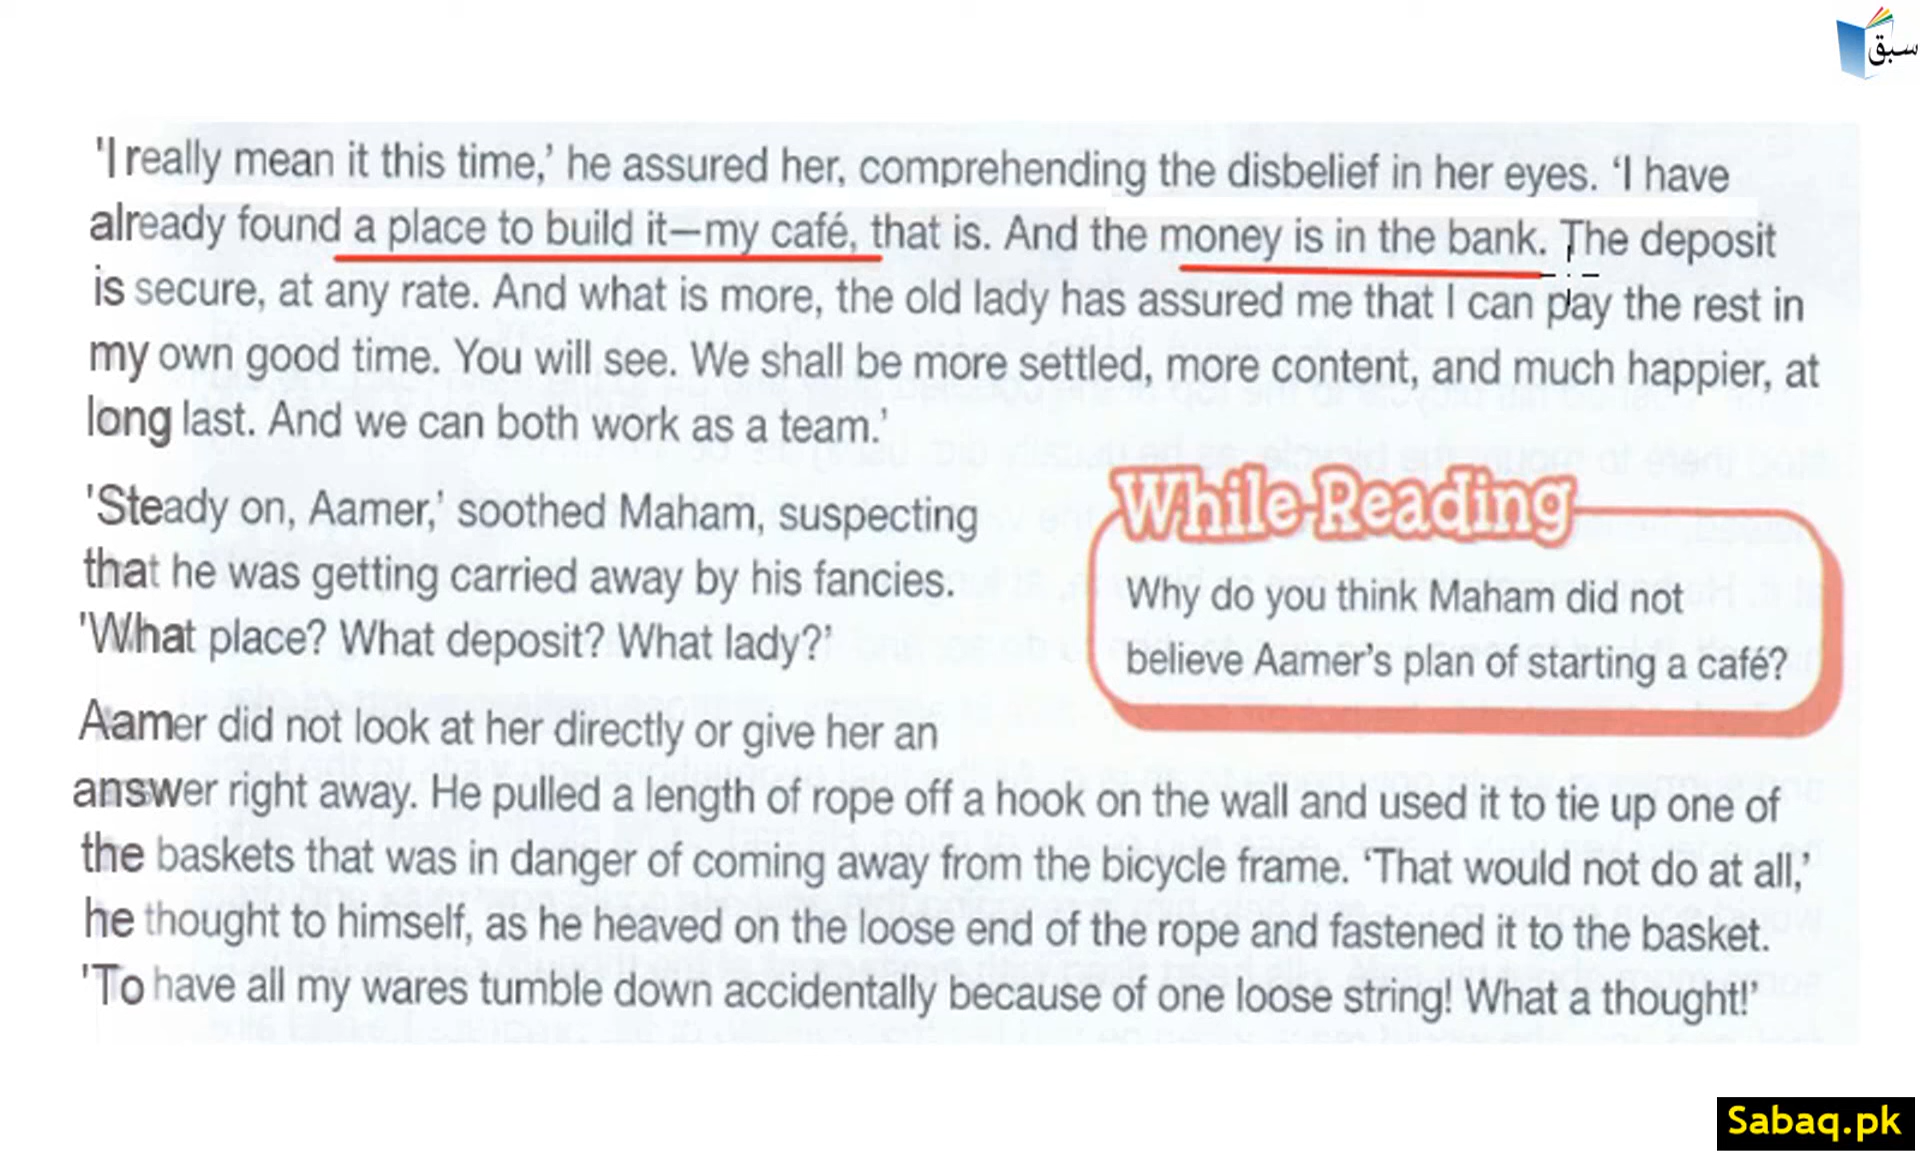 سبق
'I really mean it this time,’ he assured her, comprehending the disbelief in her eyes. ‘I have
already found a place to build it—my café, that is. And the money is in the bank. The deposit
is secure, at any rate. And what is more, the old lady has assured me that I can pay the rest in
my own good time. You will see. We shall be more settled, more content, and much happier, at
long last. And we can both work as a team.’
'Steady on, Aamer,’ soothed Maham, suspecting
that he was getting carried away by his fancies.
'What place? What deposit? What lady?’
While Reading
Why do you think Maham did not
believe Aamer’s plan of starting a café?
Aamer did not look at her directly or give her an
answer right away. He pulled a length of rope off a hook on the wall and used it to tie up one of
the baskets that was in danger of coming away from the bicycle frame. ‘That would not do at all,’
he thought to himself, as he heaved on the loose end of the rope and fastened it to the basket.
'To have all my wares tumble down accidentally because of one loose string! What a thought!’
Sabaq.pk